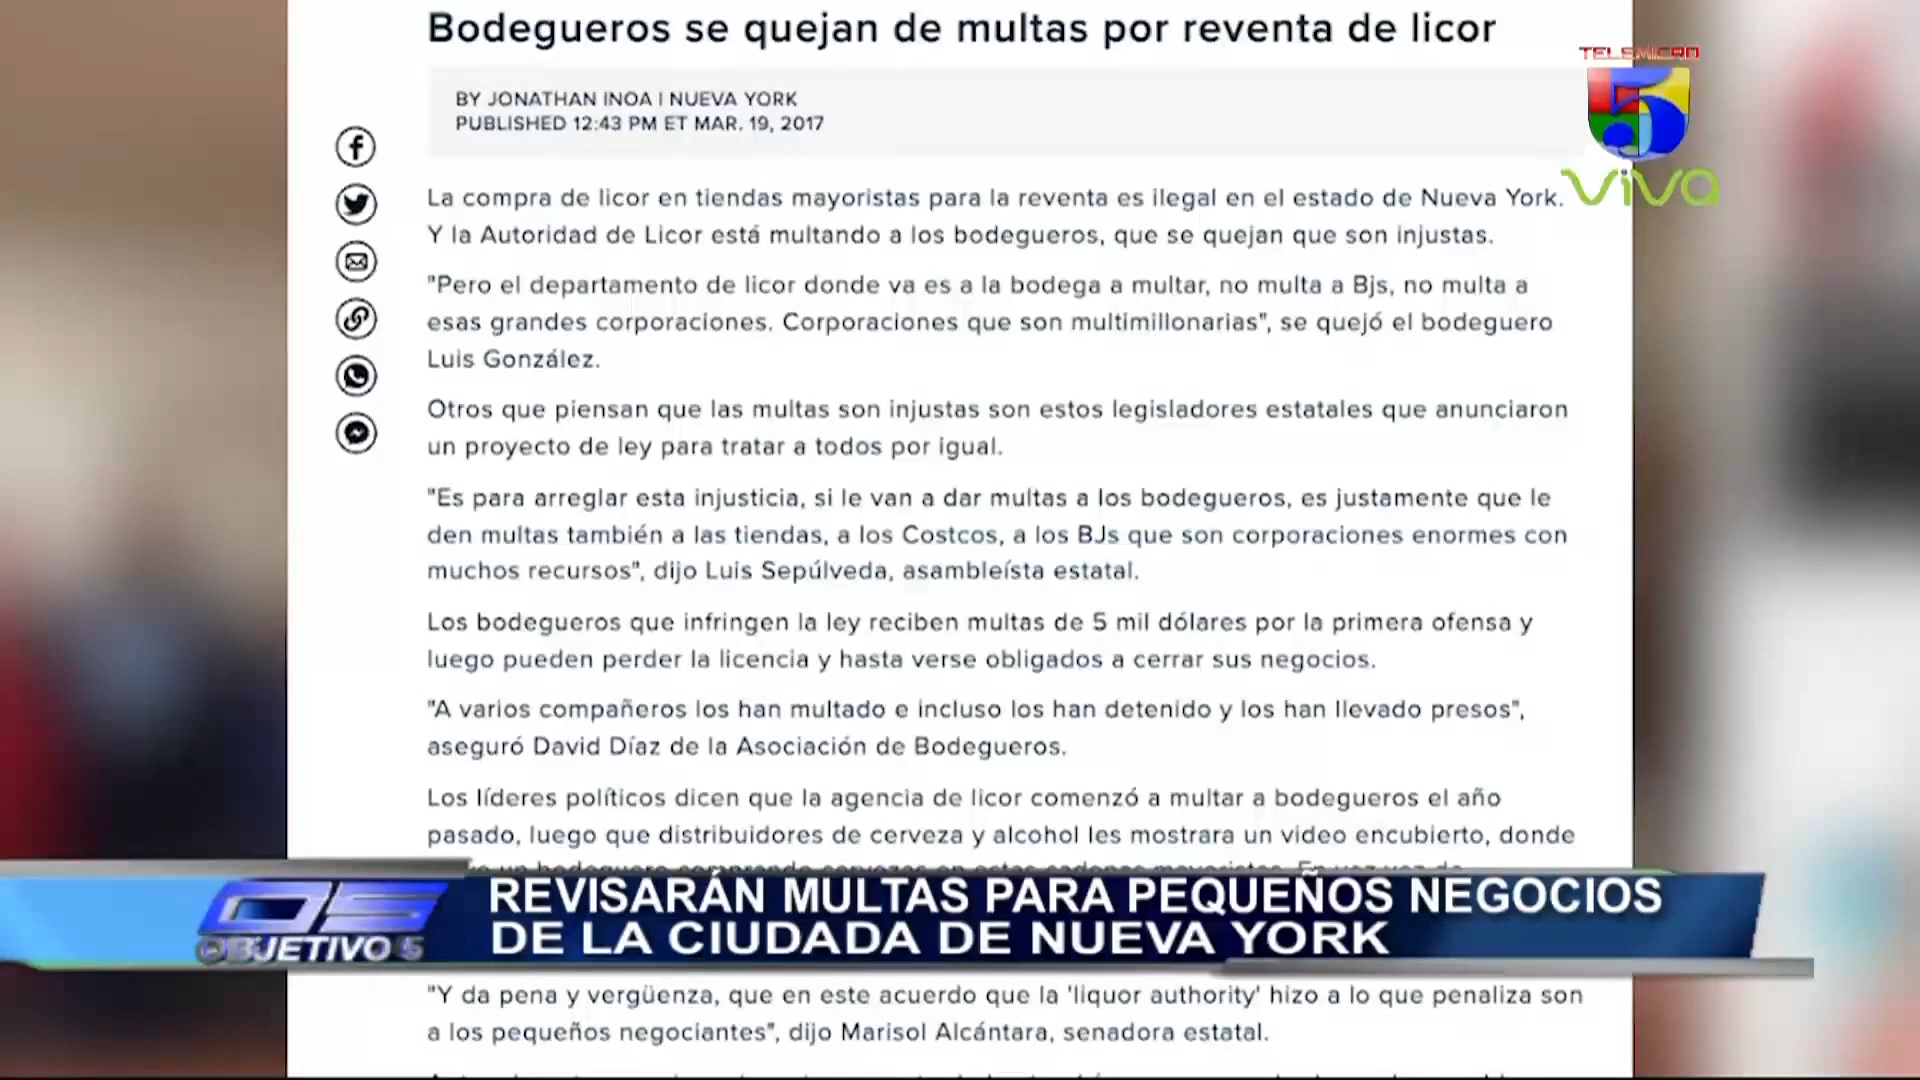 Bodegueros se quejan de multas por reventa de licor
TELEMICRO
5
ViVa
BY JONATHAN INOA | NUEVA YORK
PUBLISHED 12:43 PM ET MAR. 19, 2017
La compra de licor en tiendas mayoristas para la reventa es ilegal en el estado de Nueva York.
Y la Autoridad de Licor está multando a los bodegueros, que se quejan que son injustas.
"Pero el departamento de licor donde va es a la bodega a multar, no multa a Bjs, no multa a
esas grandes corporaciones. Corporaciones que son multimillonarias", se quejó el bodeguero
Luis González.
Otros que piensan que las multas son injustas son estos legisladores estatales que anunciaron
un proyecto de ley para tratar a todos por igual.
"Es para arreglar esta injusticia, si le van a dar multas a los bodegueros, es justamente que le
den multas también a las tiendas, a los Costcos, a los BJs que son corporaciones enormes con
muchos recursos", dijo Luis Sepúlveda, asambleísta estatal.
Los bodegueros que infringen la ley reciben multas de 5 mil dólares por la primera ofensa y
luego pueden perder la licencia y hasta verse obligados a cerrar sus negocios.
"A varios compañeros los han multado e incluso los han detenido y los han llevado presos",
aseguró David Díaz de la Asociación de Bodegueros.
Los líderes políticos dicen que la agencia de licor comenzó a multar a bodegueros el año
pasado, luego que distribuidores de cerveza y alcohol les mostrara un video encubierto, donde
O5
OBJETIVO 5
REVISARÁN MULTAS PARA PEQUEÑOS NEGOCIOS
DE LA CIUDADA DE NUEVA YORK
"Y da pena y vergüenza, que en este acuerdo que la 'liquor authority' hizo a lo que penaliza son
a los pequeños negociantes", dijo Marisol Alcántara, senadora estatal.